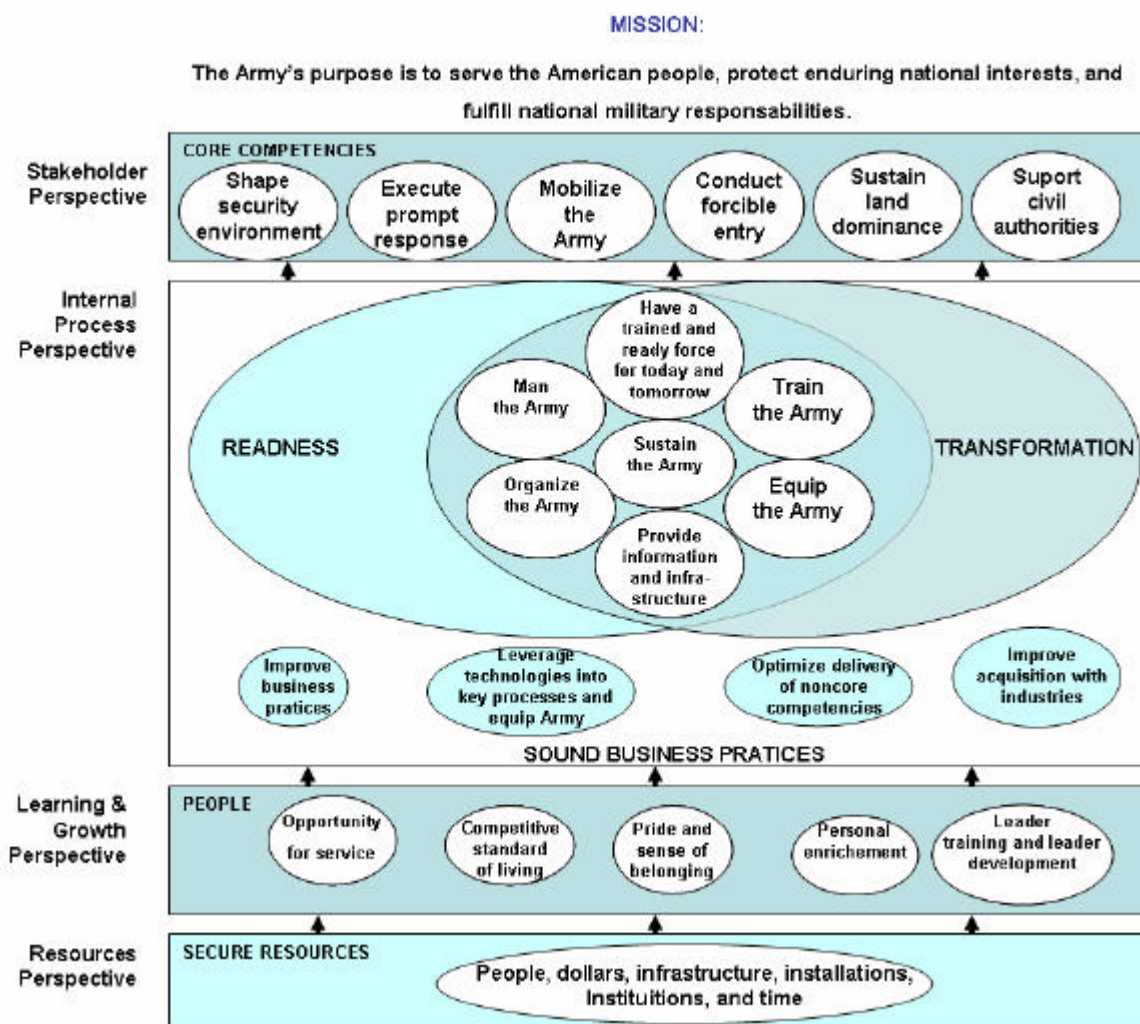 MISSION:
The Army's purpose is to serve the American people, protect enduring national interests, and
fulfill national military responsabilities.
Stakeholder
Perspective
CORE COMPETENCIES
Shape
security
environment
Execute
prompt
response
Mobilize
the
Army
Conduct
forcible
entry
Sustain
land
dominance
Suport
civil
authorities
Internal
Process
Perspective
READNESS
Have a
trained and
ready force
for today and
tomorrow
Man
the Army
Train
the Army
Sustain
the Army
Organize
the Army
Equip
the Army
Provide
information
and infra-
structure
TRANSFORMATION
Improve
business
pratices
Leverage
technologies into
key processes and
equip Army
Optimize delivery
of noncore
competencies
Improve
acquisition with
industries
SOUND BUSINESS PRATICES
Learning &
Growth
Perspective
PEOPLE
Opportunity
for service
Competitive
standard
of living
Pride and
sense of
belonging
Personal
enrichement
Leader
training and leader
development
Resources
Perspective
SECURE RESOURCES
People, dollars, infrastructure, installations,
Instituitions, and time